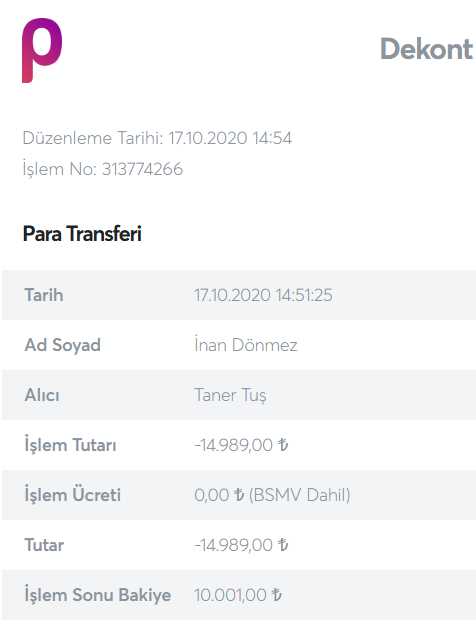 p
Dekont
Düzenleme Tarihi: 17.10.2020 14:54
İşlem No: 313774266
Para Transferi
Tarih 17.10.2020 14:51:25
Ad Soyad İnan Dönmez
Alıcı Taner Tuş
İşlem Tutarı -14.989,00 ₺
İşlem Ücreti 0,00 ₺ (BSMV Dahil)
Tutar -14.989,00 ₺
İşlem Sonu Bakiye 10.001,00 ₺